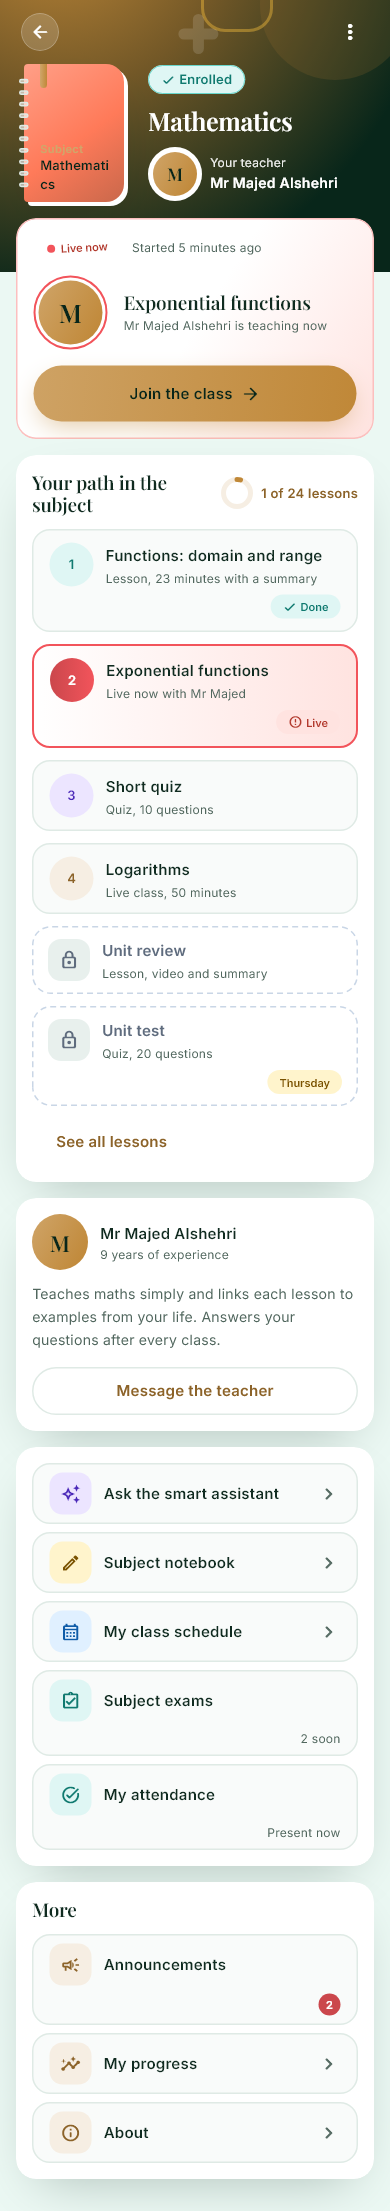 Enrolled
Subject
Mathemati
cs
Mathematics
M
Your teacher
Mr Majed Alshehri
Live now
Started 5 minutes ago
M
Exponential functions
Mr Majed Alshehri is teaching now
Join the class
Your path in the
subject
1 of 24 lessons
1
Functions: domain and range
Lesson, 23 minutes with a summary
Done
2
Exponential functions
Live now with Mr Majed
Live
3
Short quiz
Quiz, 10 questions
4
Logarithms
Live class, 50 minutes
Unit review
Lesson, video and summary
Unit test
Quiz, 20 questions
Thursday
See all lessons
M
Mr Majed Alshehri
9 years of experience
Teaches maths simply and links each lesson to
examples from your life. Answers your
questions after every class.
Message the teacher
Ask the smart assistant
Subject notebook
My class schedule
Subject exams
2 soon
My attendance
Present now
More
Announcements
2
My progress
About